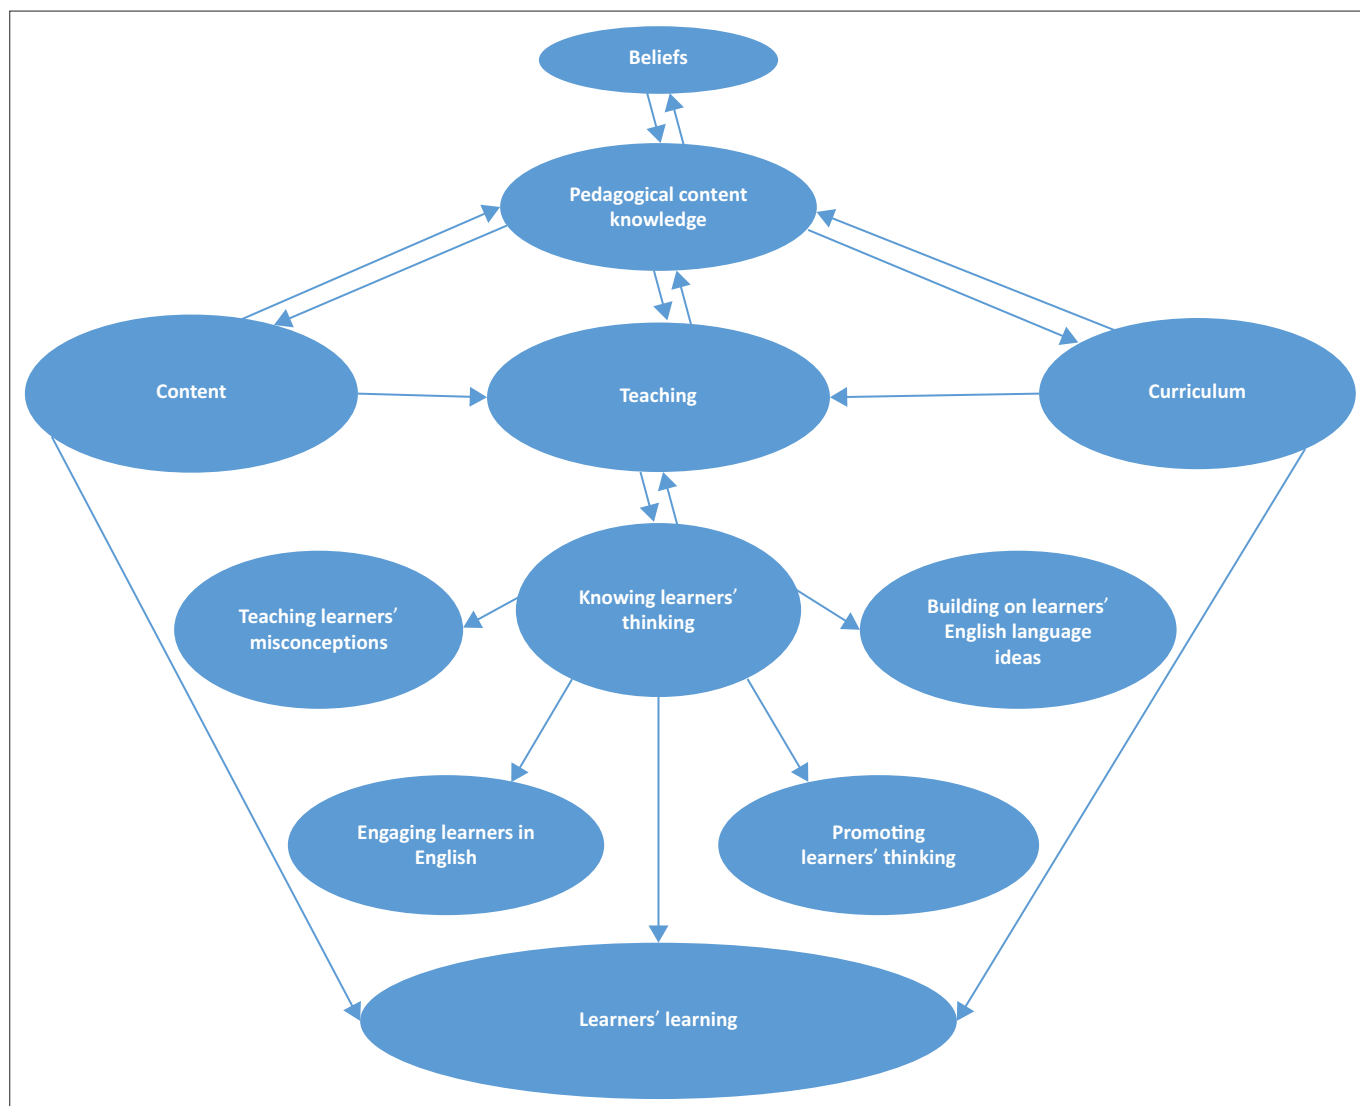 Beliefs
Pedagogical content
knowledge
Content
Teaching
Curriculum
Teaching learners’
misconceptions
Knowing learners’
thinking
Building on learners’
English language
ideas
Engaging learners in
English
Promoting
learners’ thinking
Learners’ learning